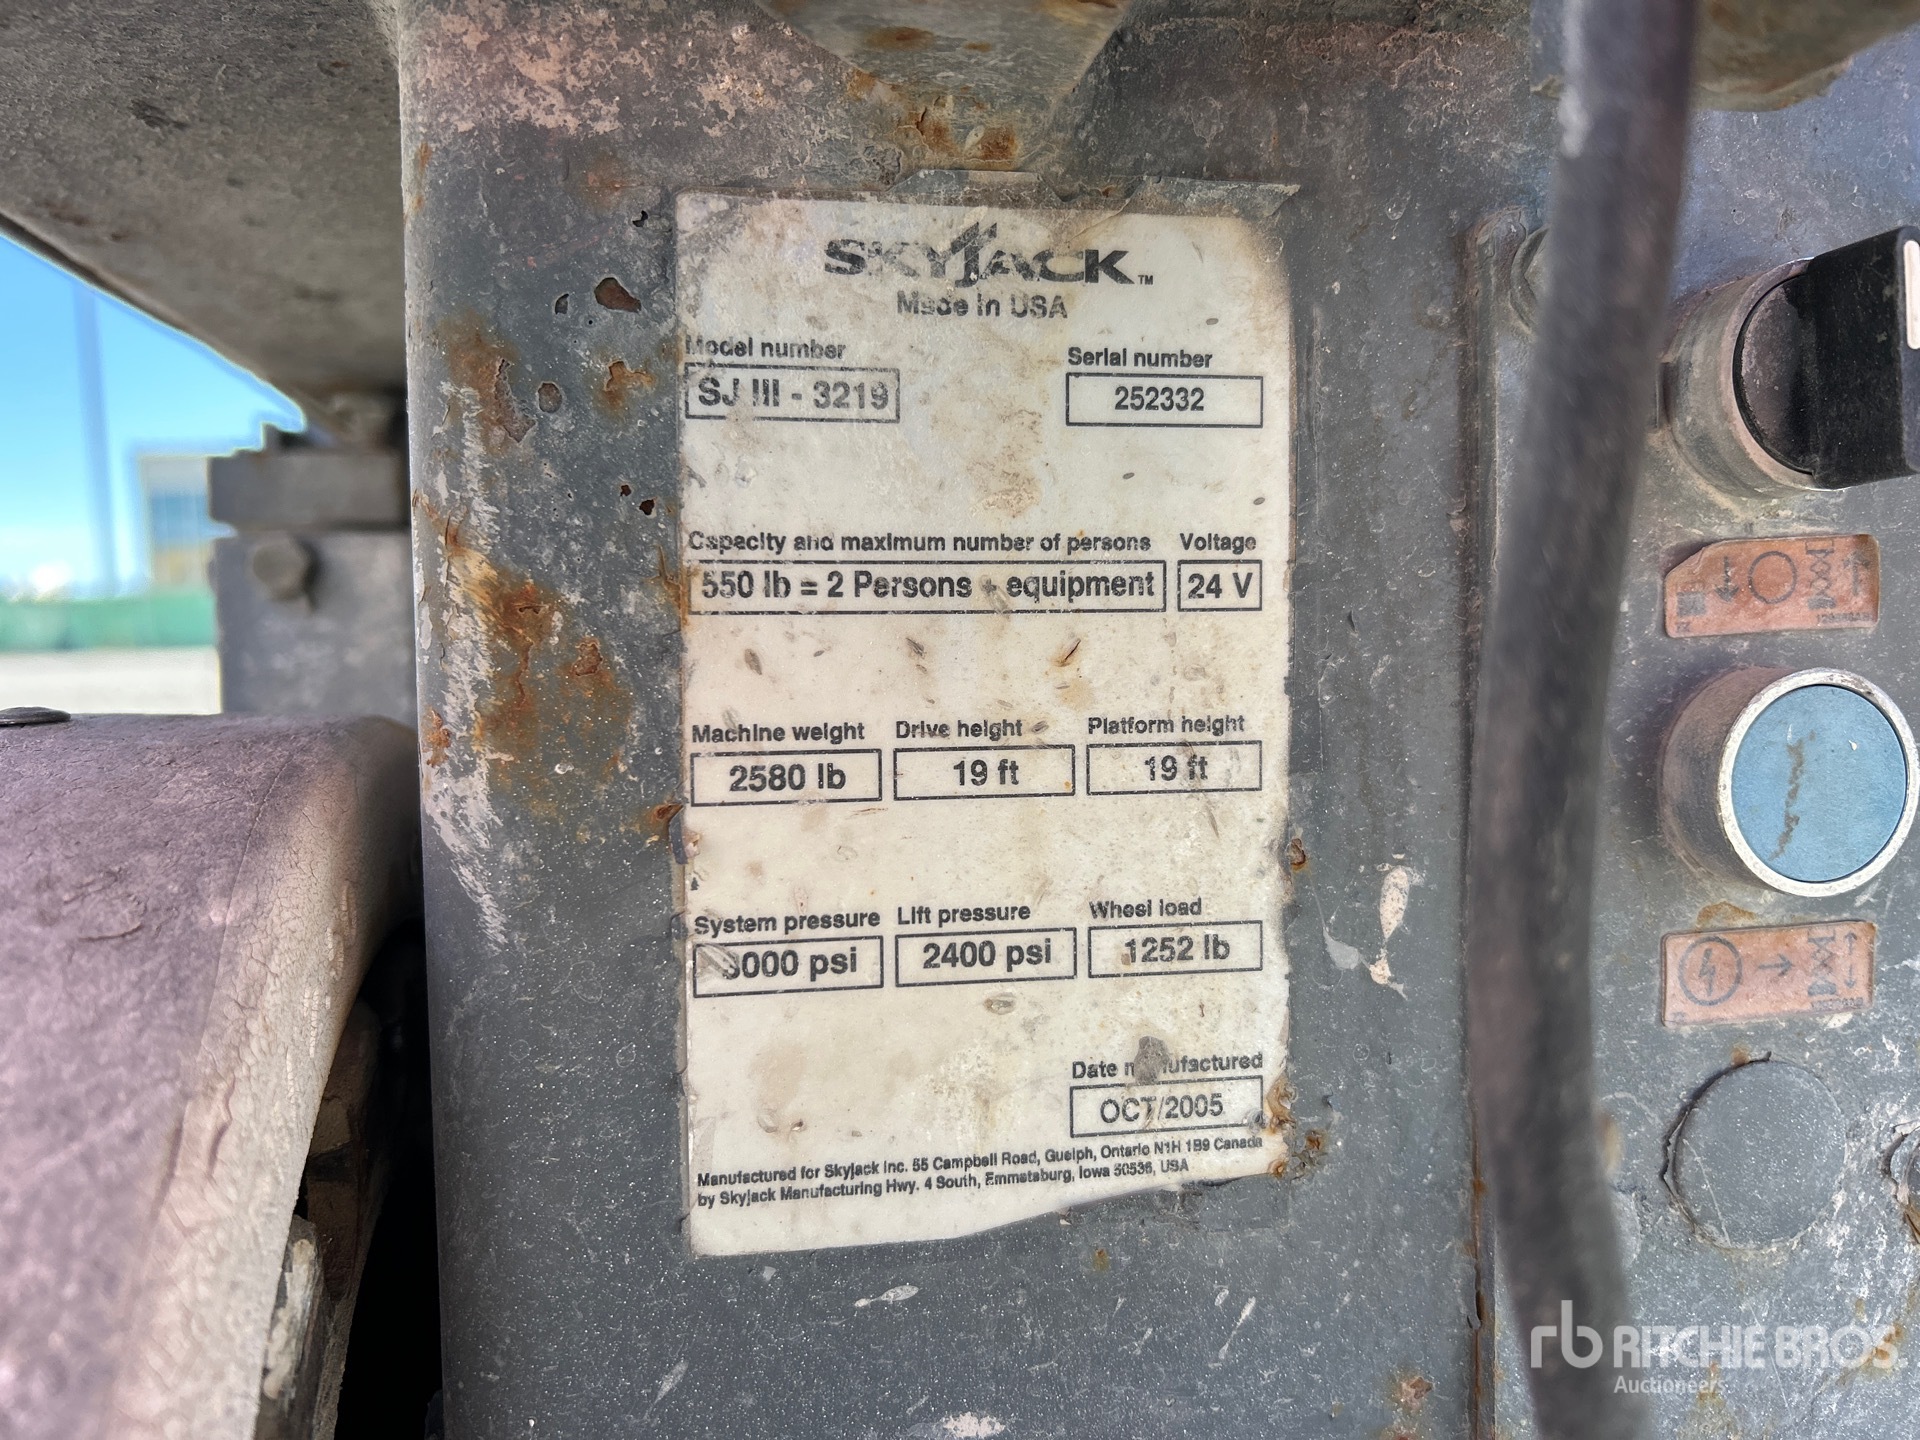 SKYJACK™
Made in USA
Model number
SJ III - 3219
Serial number
252332
Capacity and maximum number of persons
550 lb = 2 Persons + equipment
Voltage
24 V
Machine weight
2580 lb
Drive height
19 ft
Platform height
19 ft
System pressure
3000 psi
Lift pressure
2400 psi
Wheel load
1252 lb
Date manufactured
OCT/2005
Manufactured for Skyjack Inc. 55 Campbell Road, Guelph, Ontario N1H 1B9 Canada
by Skyjack Manufacturing Hwy. 4 South, Emmetsburg, Iowa 50536, USA
rb RITCHIE BROS
Auctioneers